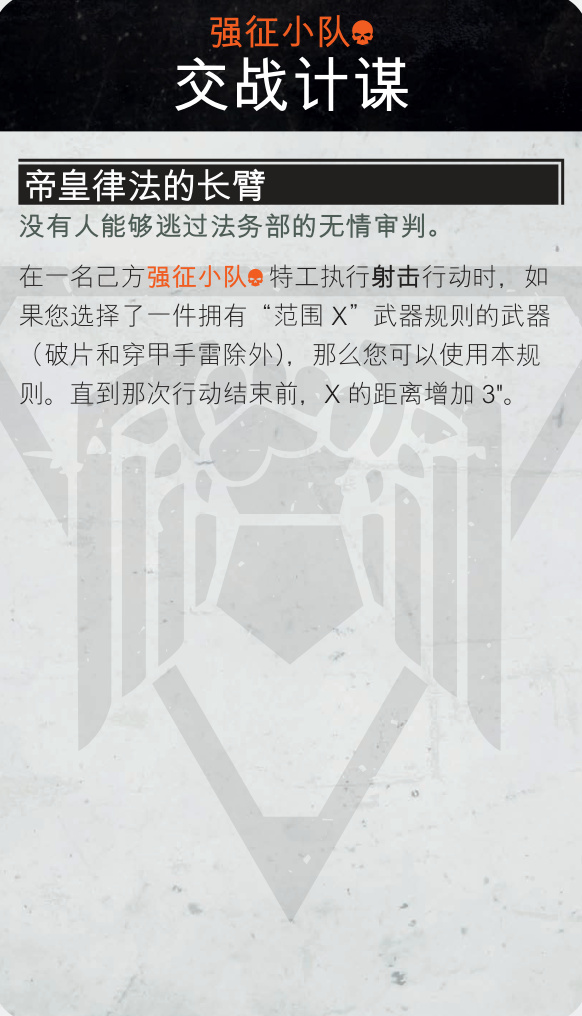 强征小队
交战计谋
帝皇律法的长臂
没有人能够逃过法务部的无情审判。
在一名己方强征小队 特工执行射击行动时，如
果您选择了一件拥有“范围 X”武器规则的武器
（破片和穿甲手雷除外），那么您可以使用本规
则。直到那次行动结束前，X 的距离增加 3"。